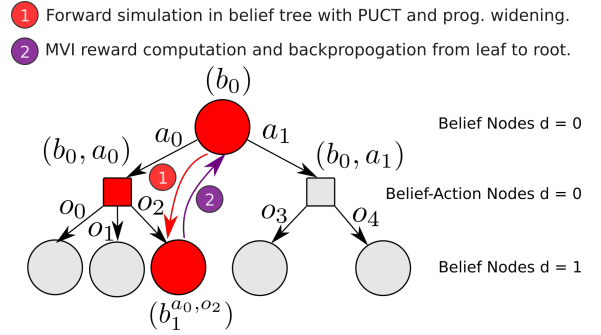 1 Forward simulation in belief tree with PUCT and prog. widening.
2 MVI reward computation and backpropogation from leaf to root.
(b₀)
Belief Nodes d = 0
a₀ a₁
(b₀, a₀) (b₀, a₁)
1
Belief-Action Nodes d = 0
2
o₀ o₁ o₂ o₃ o₄
Belief Nodes d = 1
(b₁^{a₀,o₂})